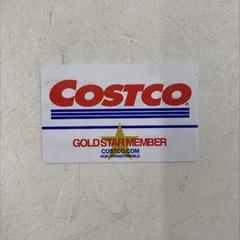 COSTCO
GOLD STAR MEMBER
COSTCO.COM
NON-TRANSFERABLE